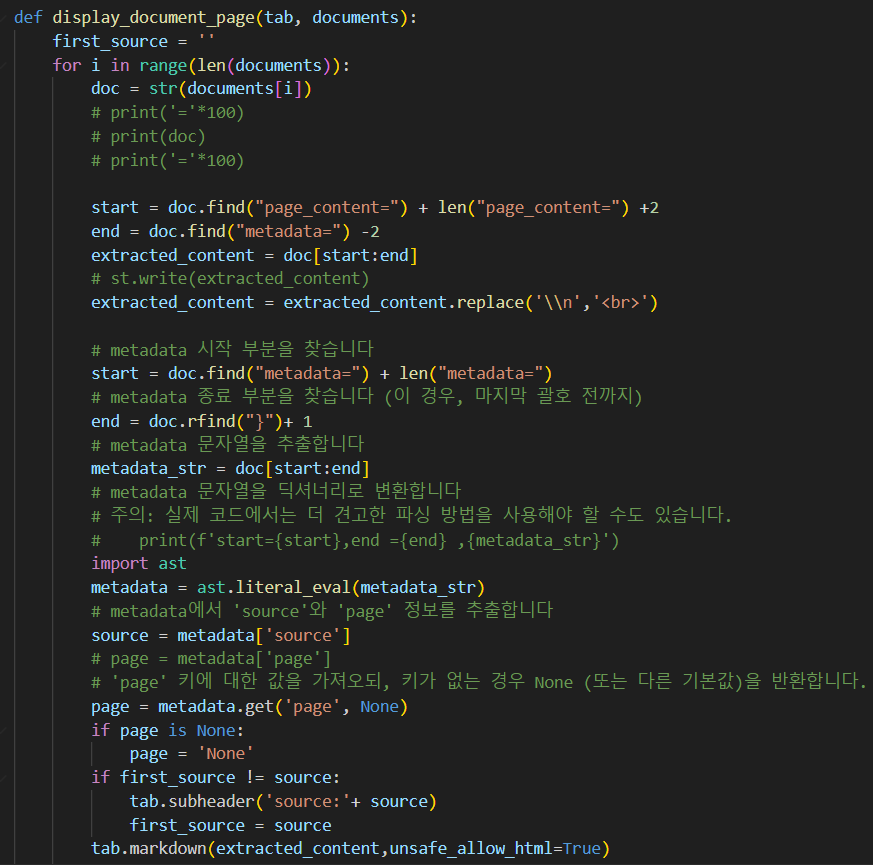 def display_document_page(tab, documents):
    first_source = ''
    for i in range(len(documents)):
        doc = str(documents[i])
        # print('='*100)
        # print(doc)
        # print('='*100)

        start = doc.find("page_content=") + len("page_content=") +2
        end = doc.find("metadata=") -2
        extracted_content = doc[start:end]
        # st.write(extracted_content)
        extracted_content = extracted_content.replace('\\n','<br>')

        # metadata 시작 부분을 찾습니다
        start = doc.find("metadata=") + len("metadata=")
        # metadata 종료 부분을 찾습니다 (이 경우, 마지막 괄호 전까지)
        end = doc.rfind("}")+ 1
        # metadata 문자열을 추출합니다
        metadata_str = doc[start:end]
        # metadata 문자열을 딕셔너리로 변환합니다
        # 주의: 실제 코드에서는 더 견고한 파싱 방법을 사용해야 할 수도 있습니다.
        #    print(f'start={start},end ={end} ,{metadata_str}')
        import ast
        metadata = ast.literal_eval(metadata_str)
        # metadata에서 'source'와 'page' 정보를 추출합니다
        source = metadata['source']
        # page = metadata['page']
        # 'page' 키에 대한 값을 가져오되, 키가 없는 경우 None (또는 다른 기본값)을 반환합니다.
        page = metadata.get('page', None)
        if page is None:
            page = 'None'
        if first_source != source:
            tab.subheader('source:'+ source)
            first_source = source
        tab.markdown(extracted_content,unsafe_allow_html=True)